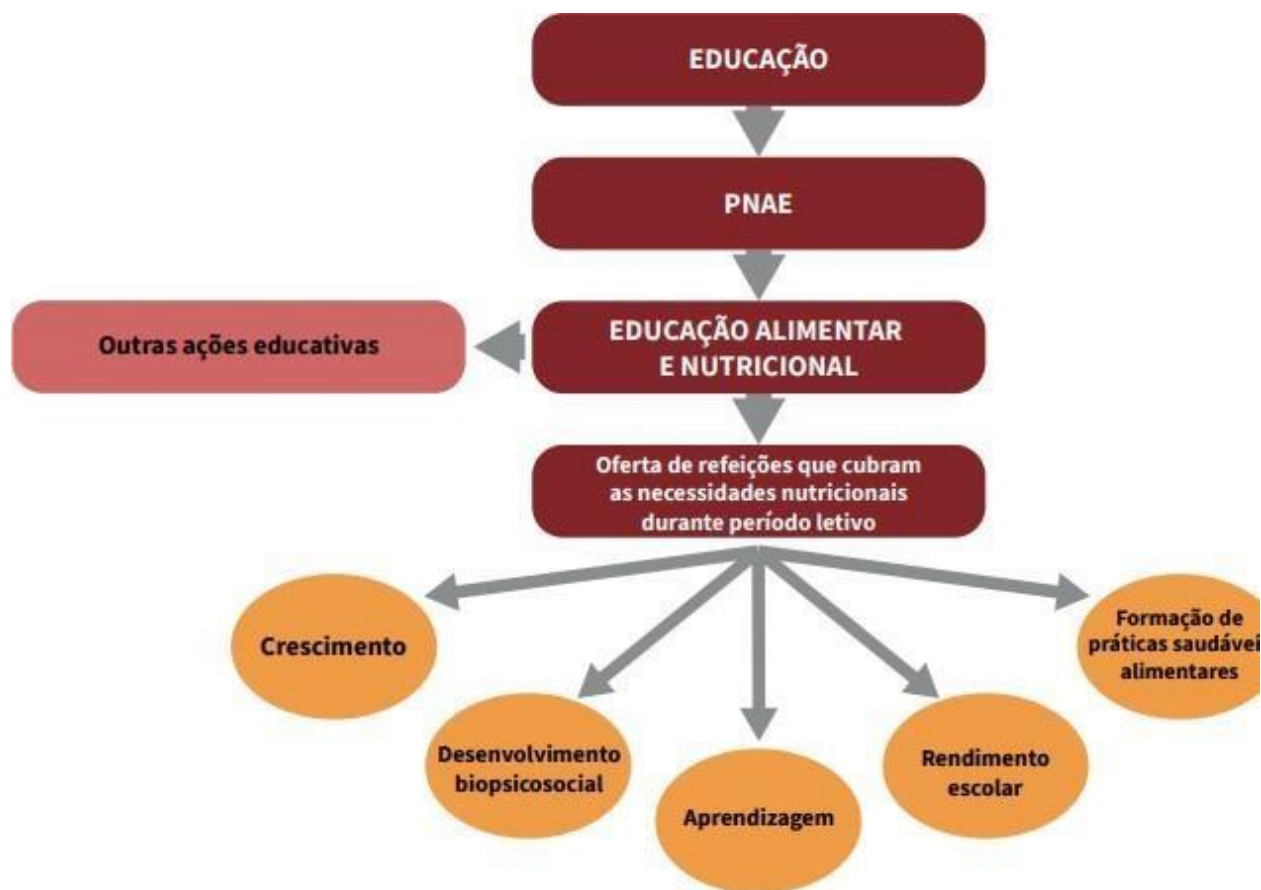 EDUCAÇÃO
PNAE
Outras ações educativas
EDUCAÇÃO ALIMENTAR
E NUTRICIONAL
Oferta de refeições que cubram
as necessidades nutricionais
durante período letivo
Crescimento
Desenvolvimento
biopsicosocial
Aprendizagem
Rendimento
escolar
Formação de
práticas saudávei
alimentares